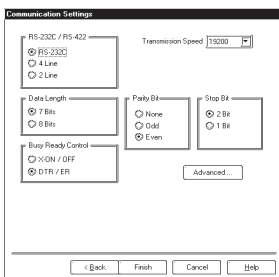 Communication Settings
RS-232C / RS-422
RS-232C
4 Line
2 Line
Transmission Speed 19200
Data Length
7 Bits
8 Bits
Parity Bit
None
Odd
Even
Stop Bit
2 Bit
1 Bit
Busy Ready Control
X-ON / OFF
DTR / ER
Advanced ...
< Back
Finish
Cancel
Help